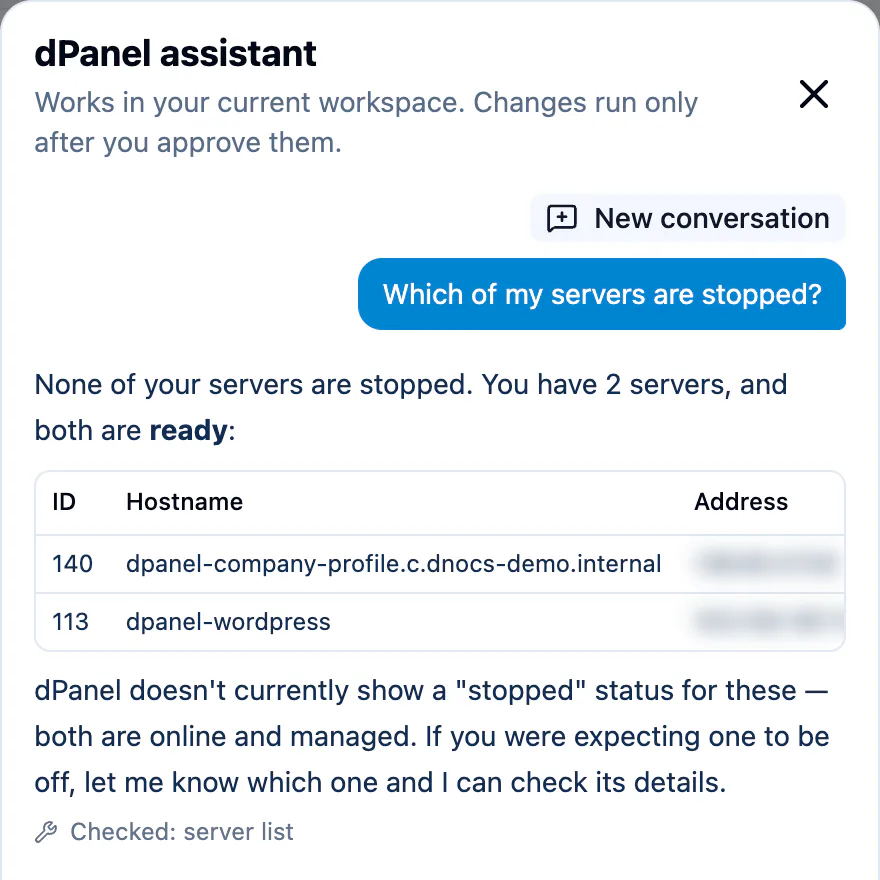 dPanel assistant
Works in your current workspace. Changes run only
after you approve them.
New conversation
Which of my servers are stopped?
None of your servers are stopped. You have 2 servers, and
both are ready:
ID Hostname Address
140 dpanel-company-profile.c.dnocs-demo.internal
113 dpanel-wordpress
dPanel doesn't currently show a "stopped" status for these —
both are online and managed. If you were expecting one to be
off, let me know which one and I can check its details.
Checked: server list